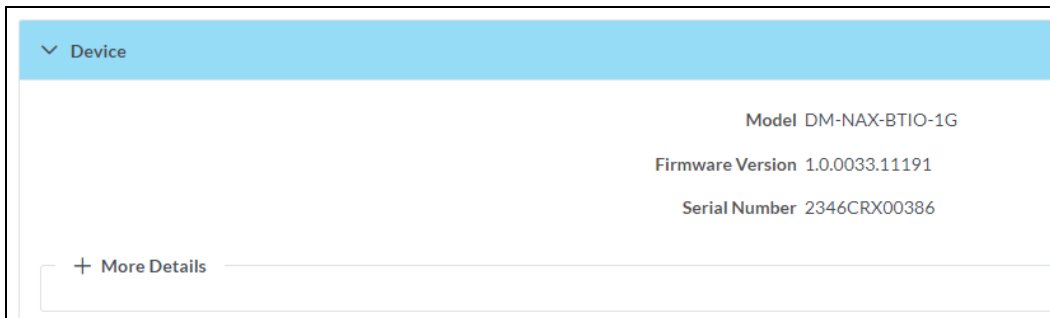 Device
Model DM-NAX-BTIO-1G
Firmware Version 1.0.0033.11191
Serial Number 2346CRX00386
More Details